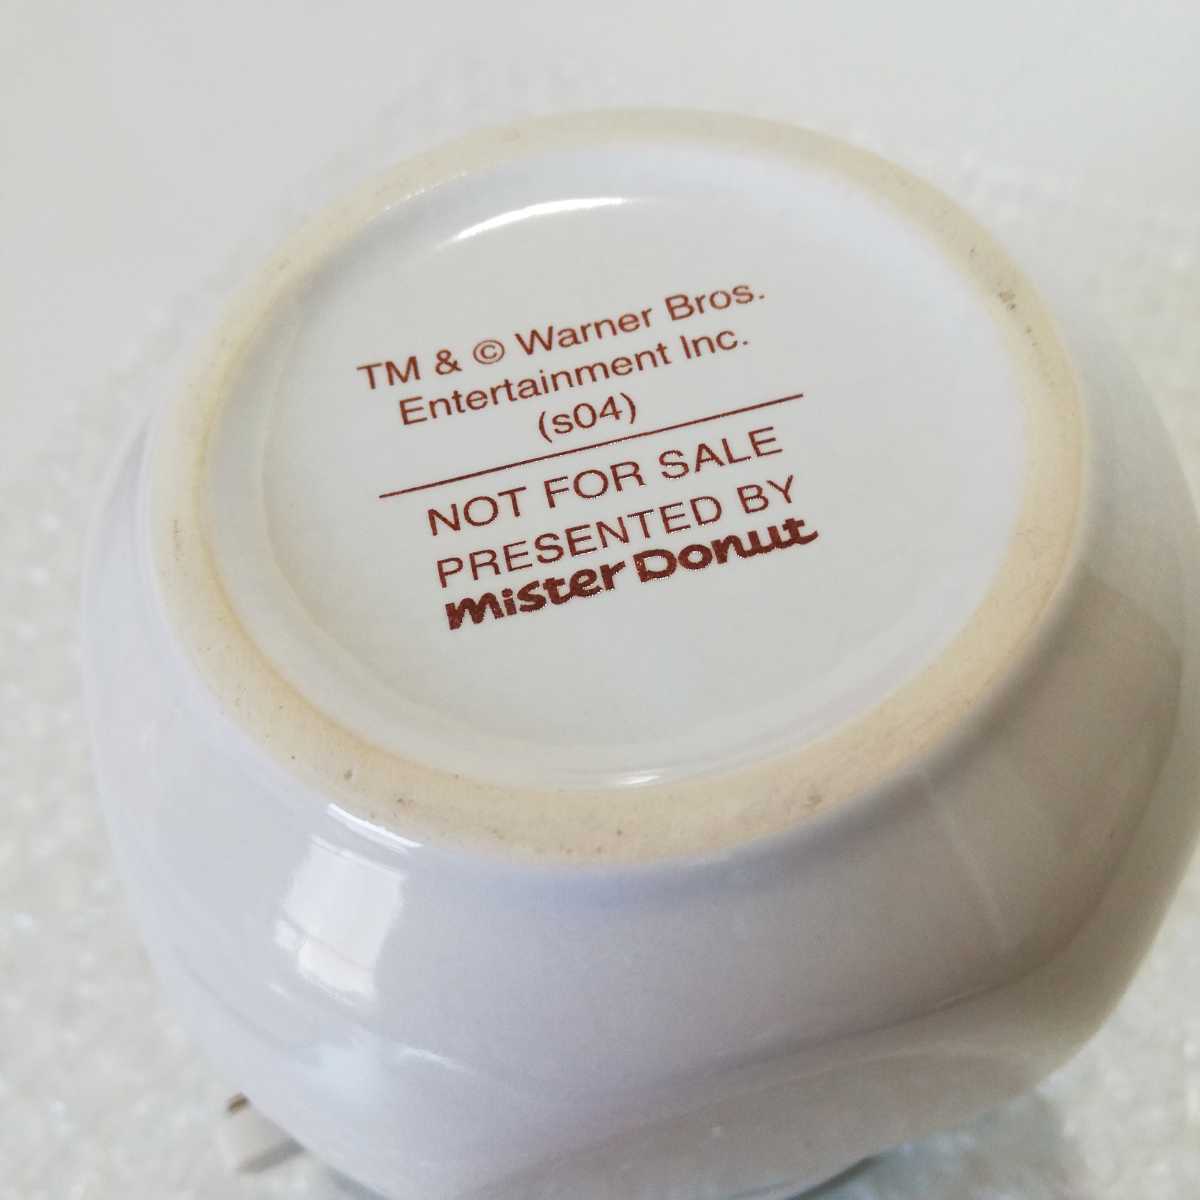 TM & © Warner Bros.
Entertainment Inc.
(s04)
NOT FOR SALE
PRESENTED BY
Mister Donut